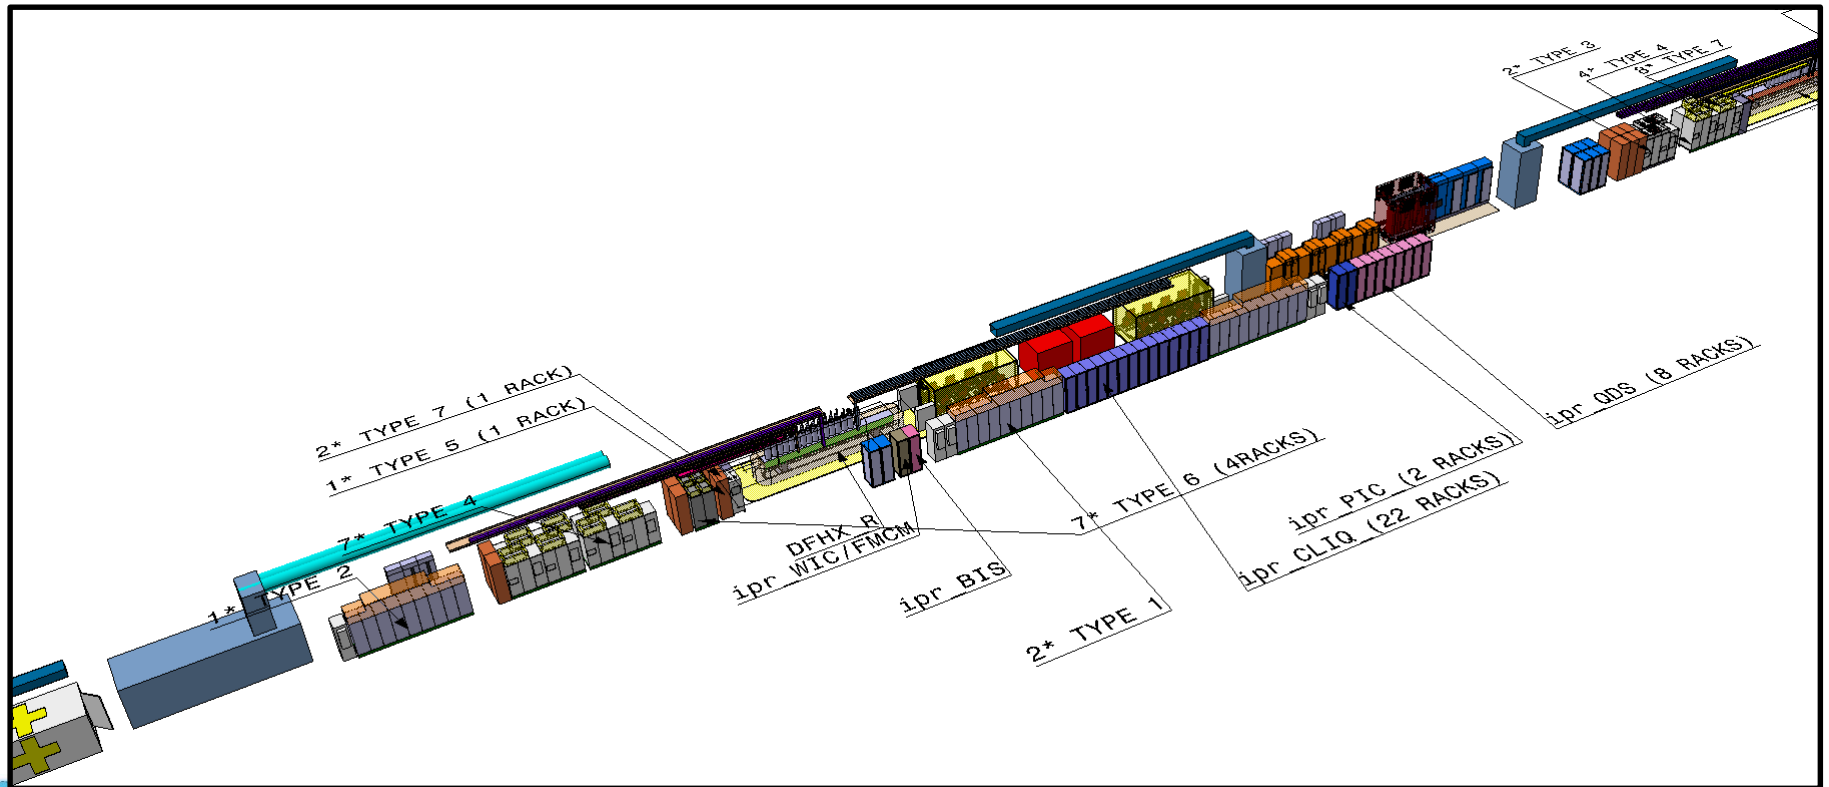 2* TYPE 3
4* TYPE 4
8* TYPE 7
2* TYPE 7 (1 RACK)
1* TYPE 5 (1 RACK)
7* TYPE 4
1* TYPE 2
DFHX_R
ipr_WIC/FMCM
ipr_BIS
2* TYPE 1
7* TYPE 6 (4RACKS)
ipr_CLIQ_(22 RACKS)
ipr_PIC_(2 RACKS)
ipr_QDS (8 RACKS)